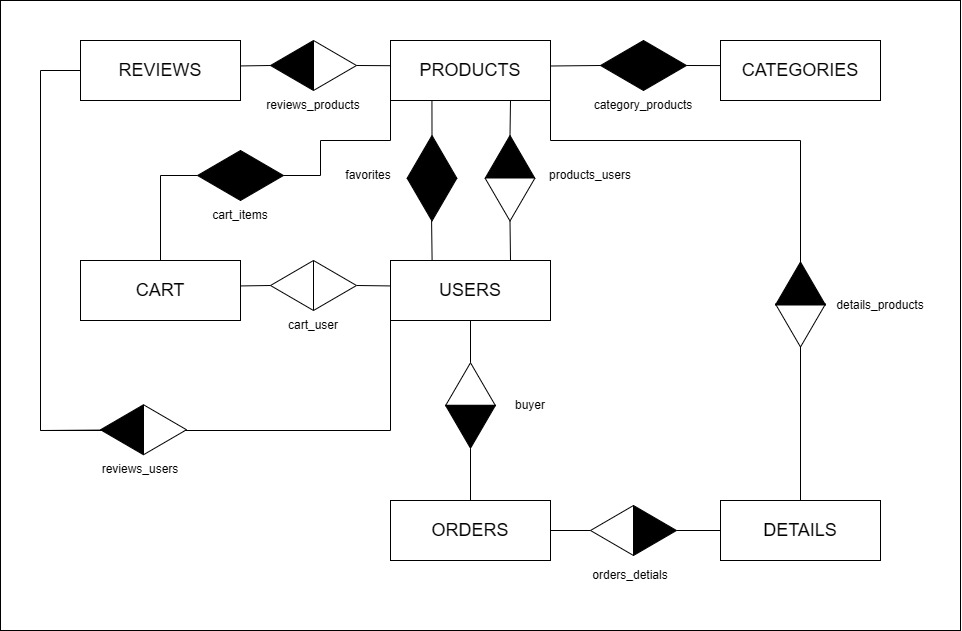 REVIEWS
PRODUCTS
CATEGORIES
reviews_products
category_products
favorites
products_users
cart_items
CART
USERS
details_products
cart_user
buyer
reviews_users
ORDERS
DETAILS
orders_detials